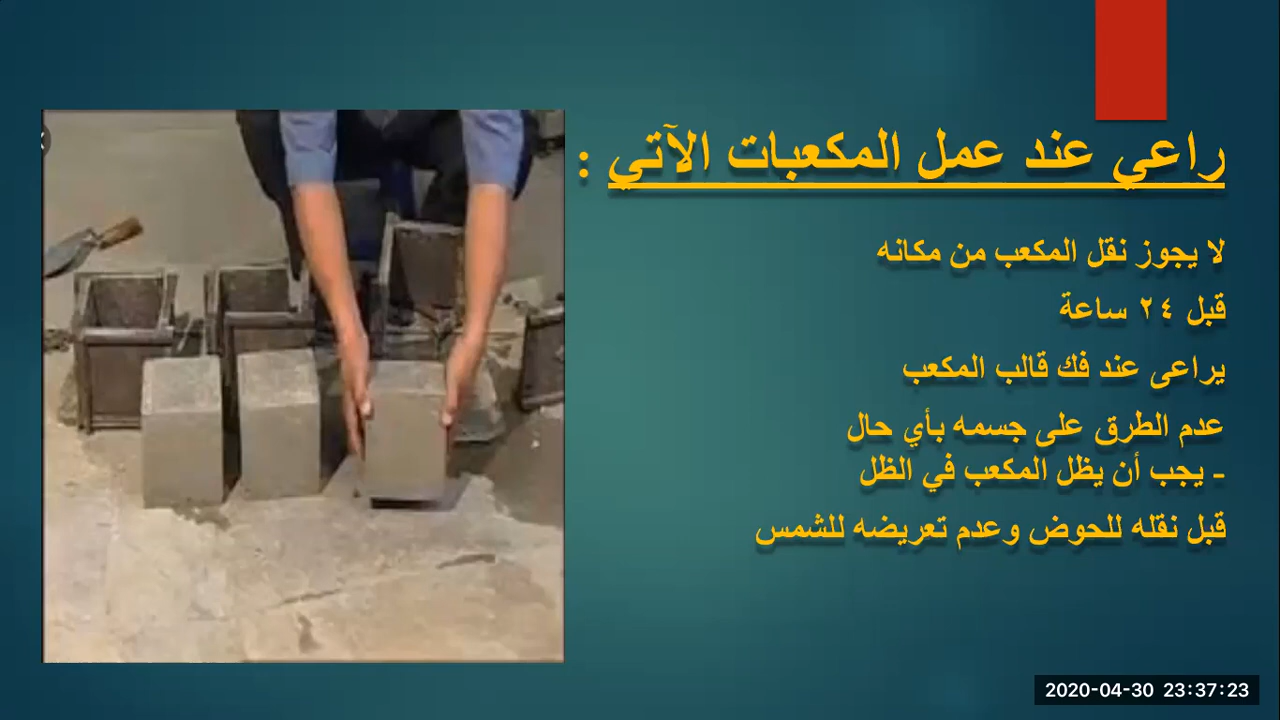 راعي عند عمل المكعبات الآتي :
لا يجوز نقل المكعب من مكانه
قبل ٢٤ ساعة
يراعى عند فك قالب المكعب
عدم الطرق على جسمه بأي حال
- يجب أن يظل المكعب في الظل
قبل نقله للحوض وعدم تعريضه للشمس
2020-04-30 23:37:23